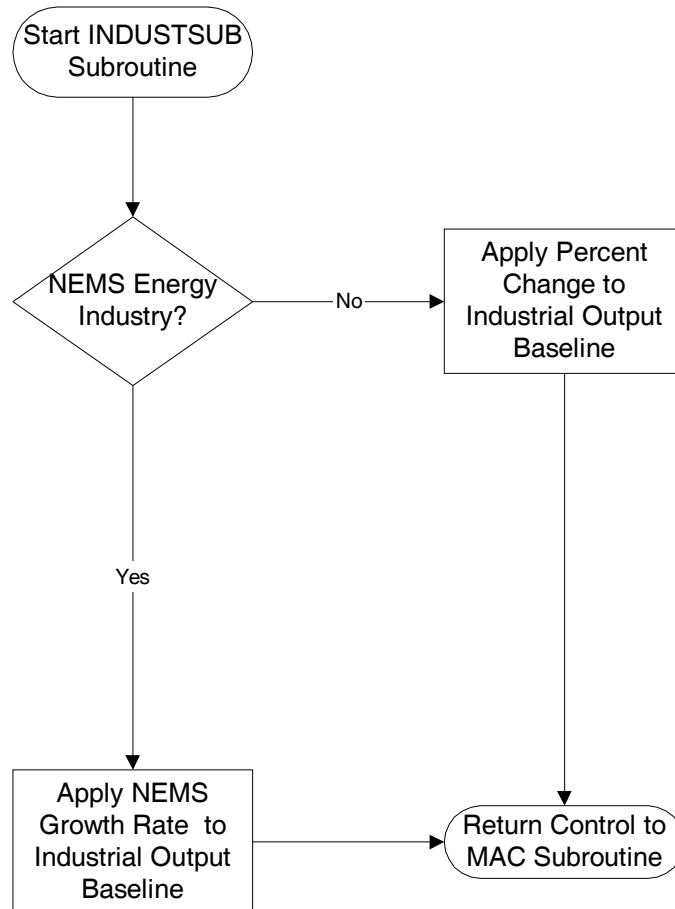 Start INDUSTSUB
Subroutine
NEMS Energy
Industry?
No
Apply Percent
Change to
Industrial Output
Baseline
Yes
Apply NEMS
Growth Rate to
Industrial Output
Baseline
Return Control to
MAC Subroutine